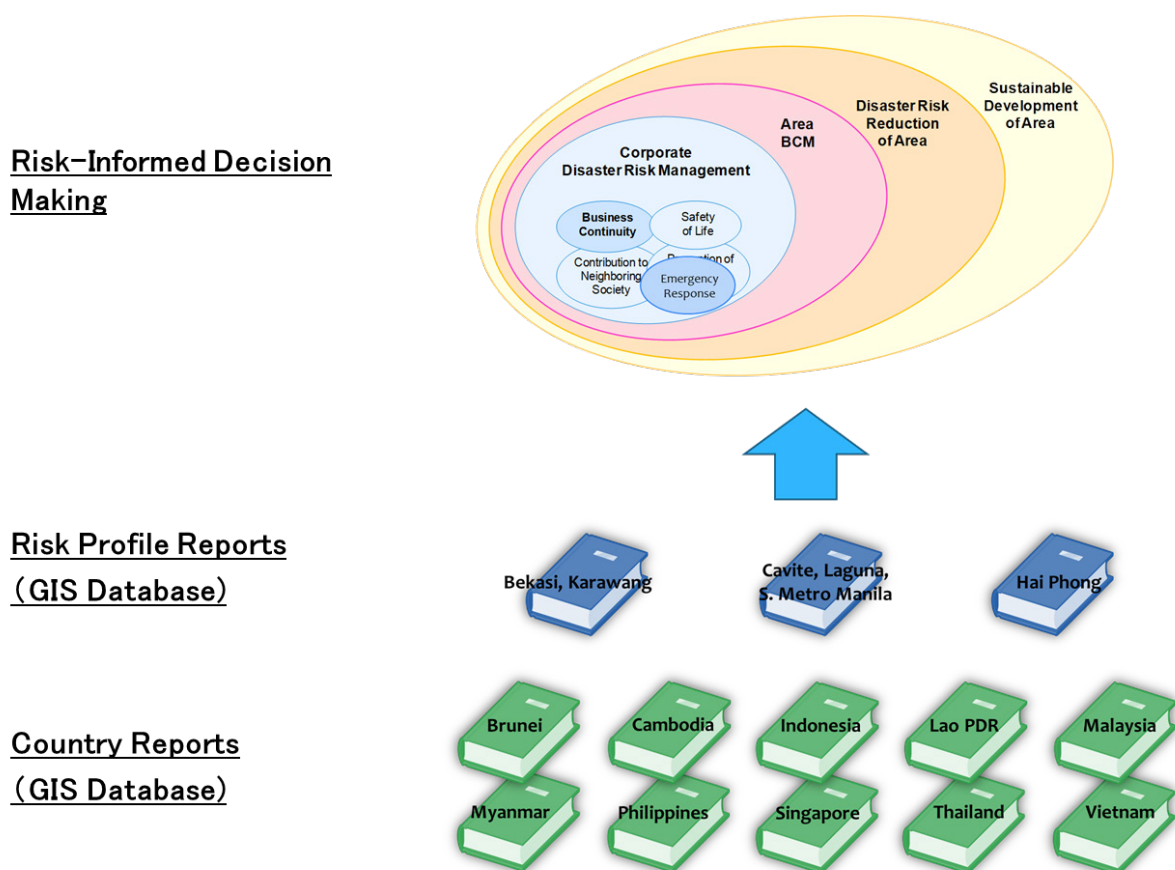 Risk-Informed Decision
Making
Sustainable
Development
of Area
Disaster Risk
Reduction
of Area
Area
BCM
Corporate
Disaster Risk Management
Business
Continuity
Safety
of Life
Contribution to
Neighboring
Society
of
Emergency
Response
Risk Profile Reports
(GIS Database)
Bekasi, Karawang
Cavite, Laguna,
S. Metro Manila
Hai Phong
Country Reports
(GIS Database)
Brunei
Cambodia
Indonesia
Lao PDR
Malaysia
Myanmar
Philippines
Singapore
Thailand
Vietnam